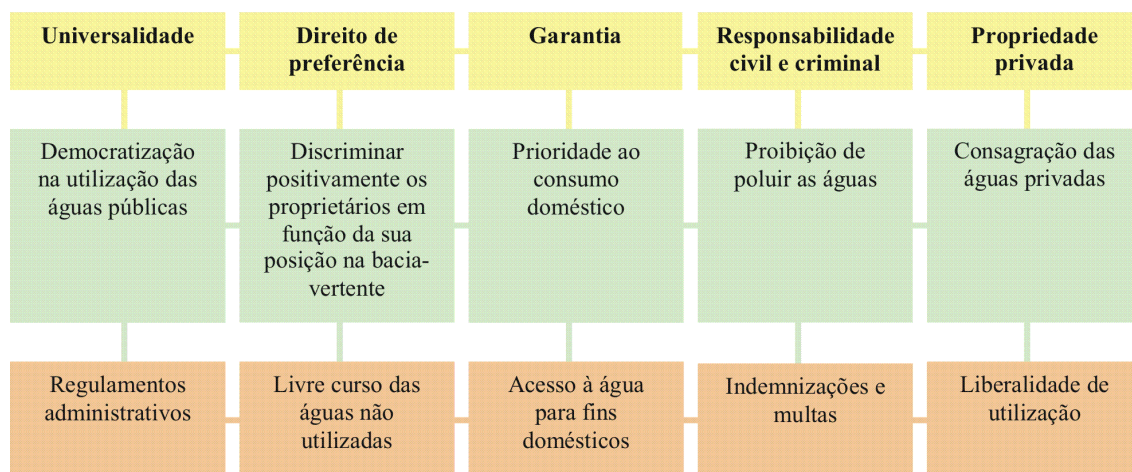 Universalidade
Direito de
preferência
Garantia
Responsabilidade
civil e criminal
Propriedade
privada
Democratização
na utilização das
águas públicas
Discriminar
positivamente os
proprietários em
função da sua
posição na bacia-
vertente
Prioridade ao
consumo
doméstico
Proibição de
poluir as águas
Consagração das
águas privadas
Regulamentos
administrativos
Livre curso das
águas não
utilizadas
Acesso à água
para fins
domésticos
Indemnizações e
multas
Liberalidade de
utilização